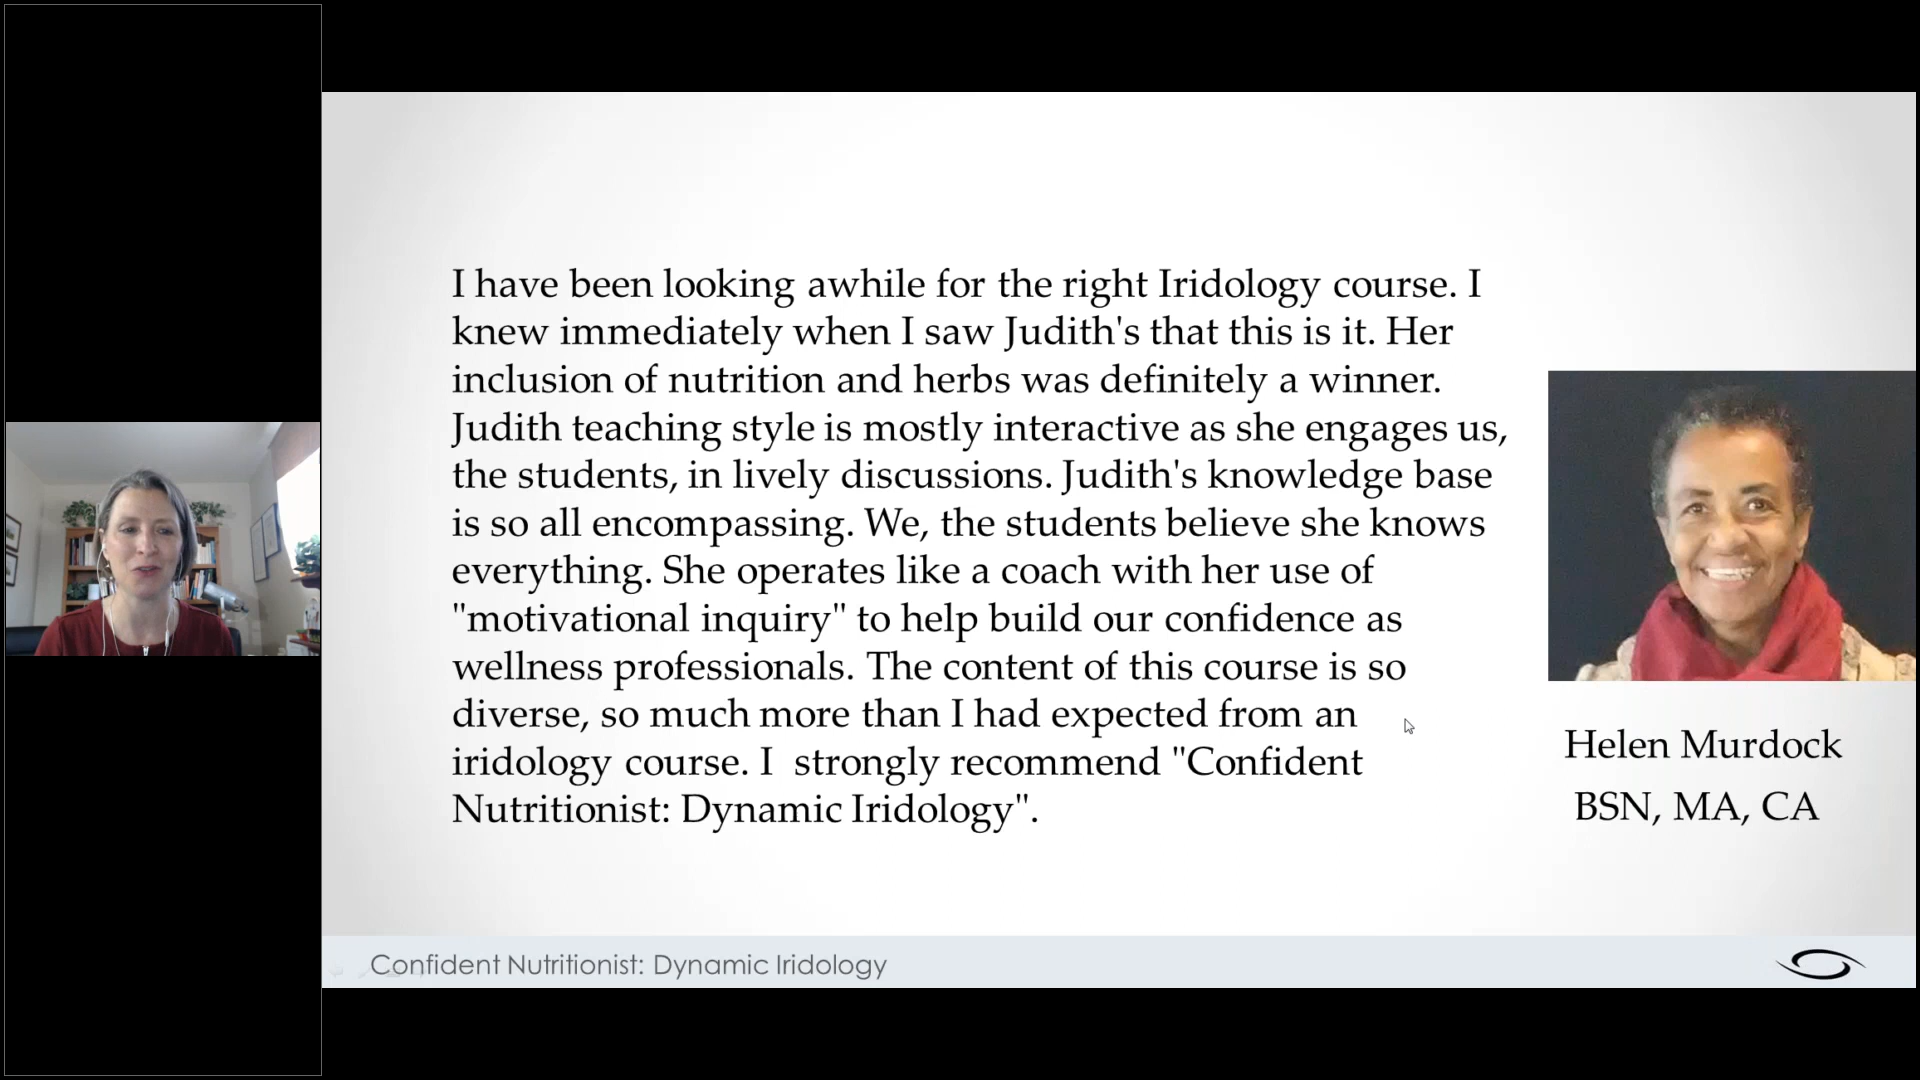 I have been looking awhile for the right Iridology course. I
knew immediately when I saw Judith's that this is it. Her
inclusion of nutrition and herbs was definitely a winner.
Judith teaching style is mostly interactive as she engages us,
the students, in lively discussions. Judith's knowledge base
is so all encompassing. We, the students believe she knows
everything. She operates like a coach with her use of
"motivational inquiry" to help build our confidence as
wellness professionals. The content of this course is so
diverse, so much more than I had expected from an
iridology course. I  strongly recommend "Confident
Nutritionist: Dynamic Iridology".
Helen Murdock
BSN, MA, CA
Confident Nutritionist: Dynamic Iridology